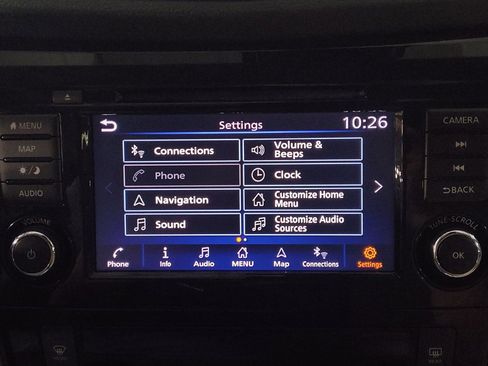 10:26
Settings
Connections
Volume &
Beeps
Phone
Clock
Navigation
Customize Home
Menu
Sound
Customize Audio
Sources
Phone
Info
Audio
MENU
Map
Connections
Settings
MENU
MAP
AUDIO
VOLUME
CAMERA
BACK
TUNE·SCROLL
OK